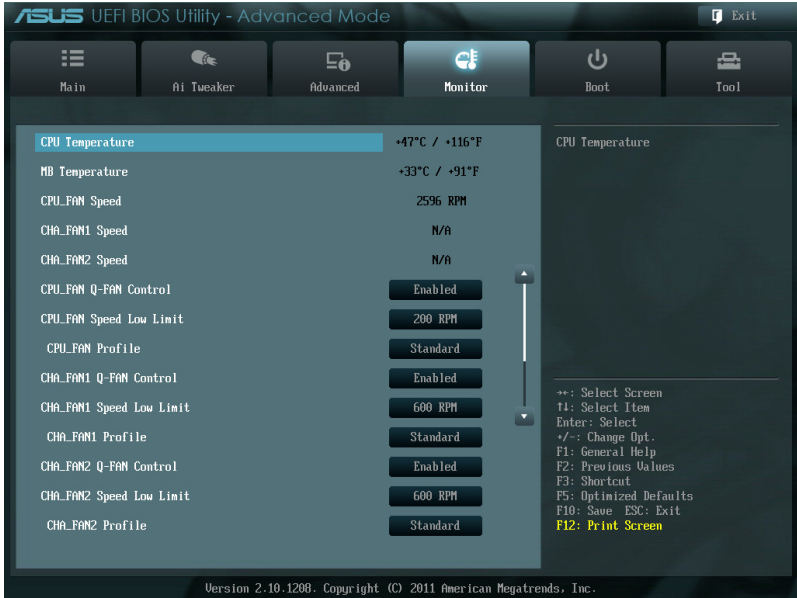 ASUS UEFI BIOS Utility - Advanced Mode
Exit
Main Ai Tweaker Advanced Monitor Boot Tool
CPU Temperature +47°C / +116°F
MB Temperature +33°C / +91°F
CPU_FAN Speed 2596 RPM
CHA_FAN1 Speed N/A
CHA_FAN2 Speed N/A
CPU_FAN Q-FAN Control Enabled
CPU_FAN Speed Low Limit 200 RPM
CPU_FAN Profile Standard
CHA_FAN1 Q-FAN Control Enabled
CHA_FAN1 Speed Low Limit 600 RPM
CHA_FAN1 Profile Standard
CHA_FAN2 Q-FAN Control Enabled
CHA_FAN2 Speed Low Limit 600 RPM
CHA_FAN2 Profile Standard
CPU Temperature
→←: Select Screen
↑↓: Select Item
Enter: Select
+/-: Change Opt.
F1: General Help
F2: Previous Values
F3: Shortcut
F5: Optimized Defaults
F10: Save ESC: Exit
F12: Print Screen
Version 2.10.1208. Copyright (C) 2011 American Megatrends, Inc.